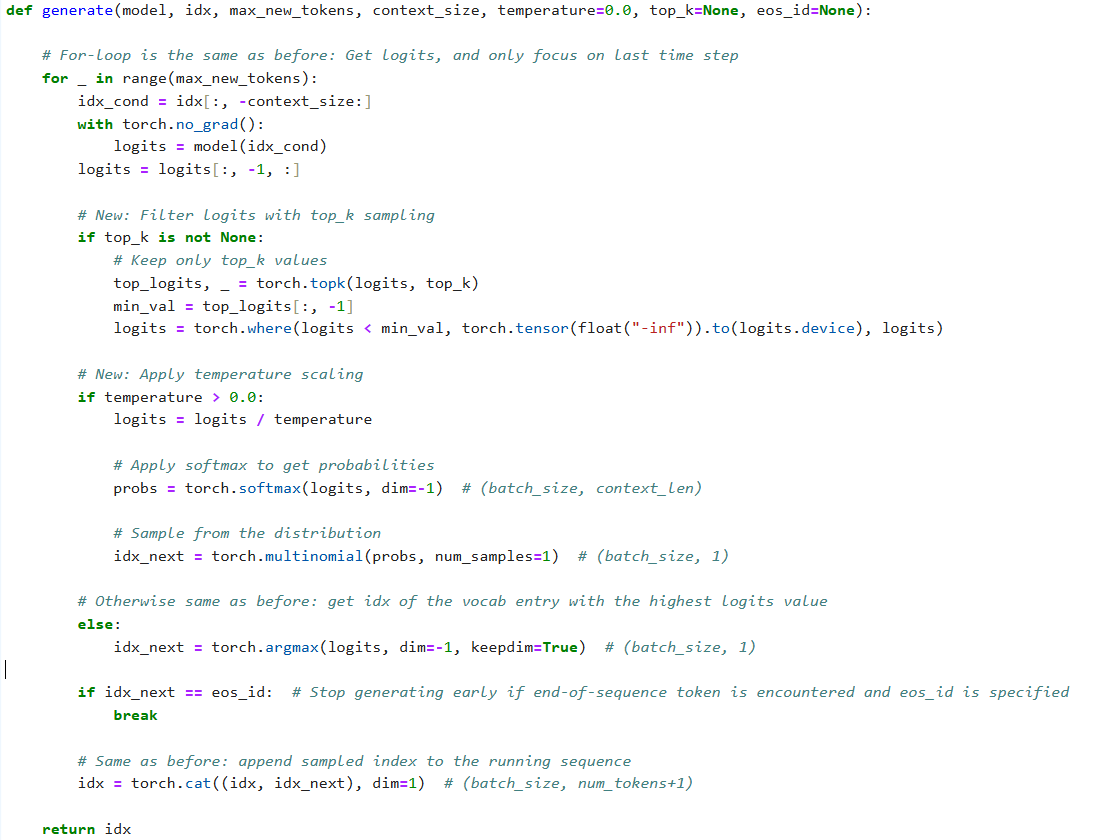 def generate(model, idx, max_new_tokens, context_size, temperature=0.0, top_k=None, eos_id=None):
# For-loop is the same as before: Get logits, and only focus on last time step
for _ in range(max_new_tokens):
idx_cond = idx[:, -context_size:]
with torch.no_grad():
logits = model(idx_cond)
logits = logits[:, -1, :]
# New: Filter logits with top_k sampling
if top_k is not None:
# Keep only top_k values
top_logits, _ = torch.topk(logits, top_k)
min_val = top_logits[:, -1]
logits = torch.where(logits < min_val, torch.tensor(float("-inf")).to(logits.device), logits)
# New: Apply temperature scaling
if temperature > 0.0:
logits = logits / temperature
# Apply softmax to get probabilities
probs = torch.softmax(logits, dim=-1)  # (batch_size, context_len)
# Sample from the distribution
idx_next = torch.multinomial(probs, num_samples=1)  # (batch_size, 1)
# Otherwise same as before: get idx of the vocab entry with the highest logits value
else:
idx_next = torch.argmax(logits, dim=-1, keepdim=True)  # (batch_size, 1)
if idx_next == eos_id:  # Stop generating early if end-of-sequence token is encountered and eos_id is specified
break
# Same as before: append sampled index to the running sequence
idx = torch.cat((idx, idx_next), dim=1)  # (batch_size, num_tokens+1)
return idx